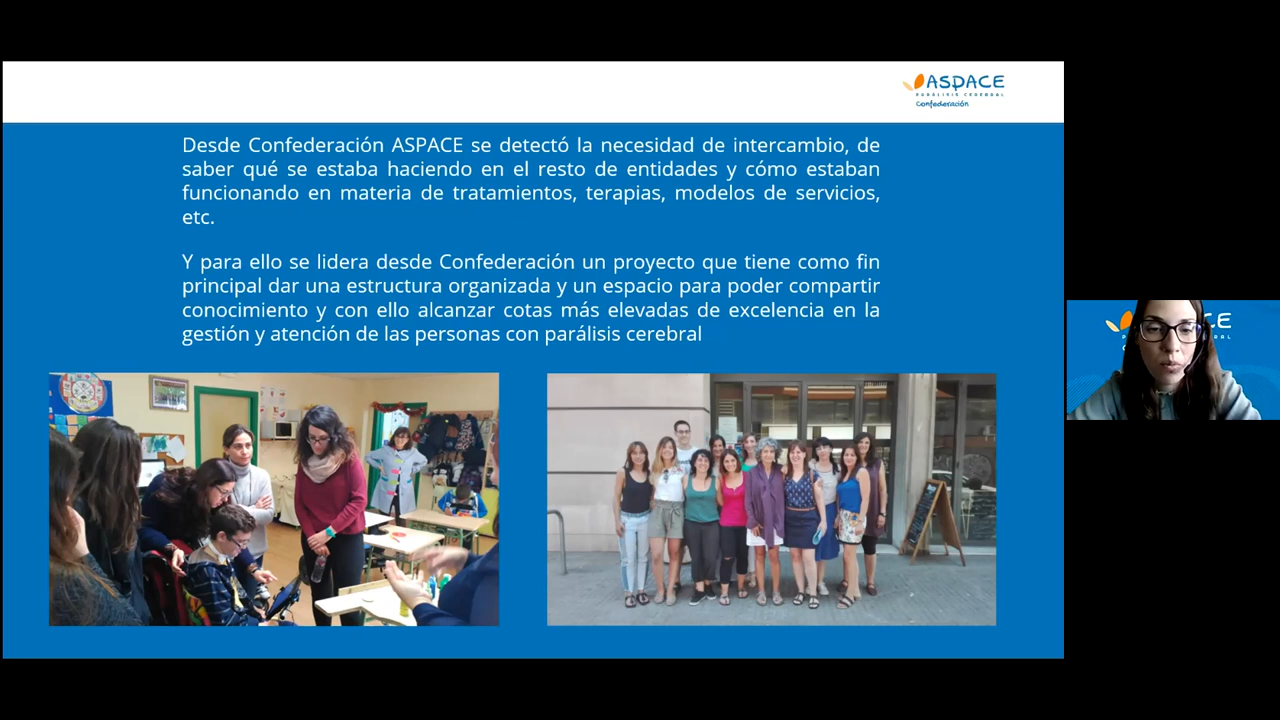 ASPACE
PARÁLISIS CEREBRAL
Confederación
Desde Confederación ASPACE se detectó la necesidad de intercambio, de
saber qué se estaba haciendo en el resto de entidades y cómo estaban
funcionando en materia de tratamientos, terapias, modelos de servicios,
etc.
Y para ello se lidera desde Confederación un proyecto que tiene como fin
principal dar una estructura organizada y un espacio para poder compartir
conocimiento y con ello alcanzar cotas más elevadas de excelencia en la
gestión y atención de las personas con parálisis cerebral